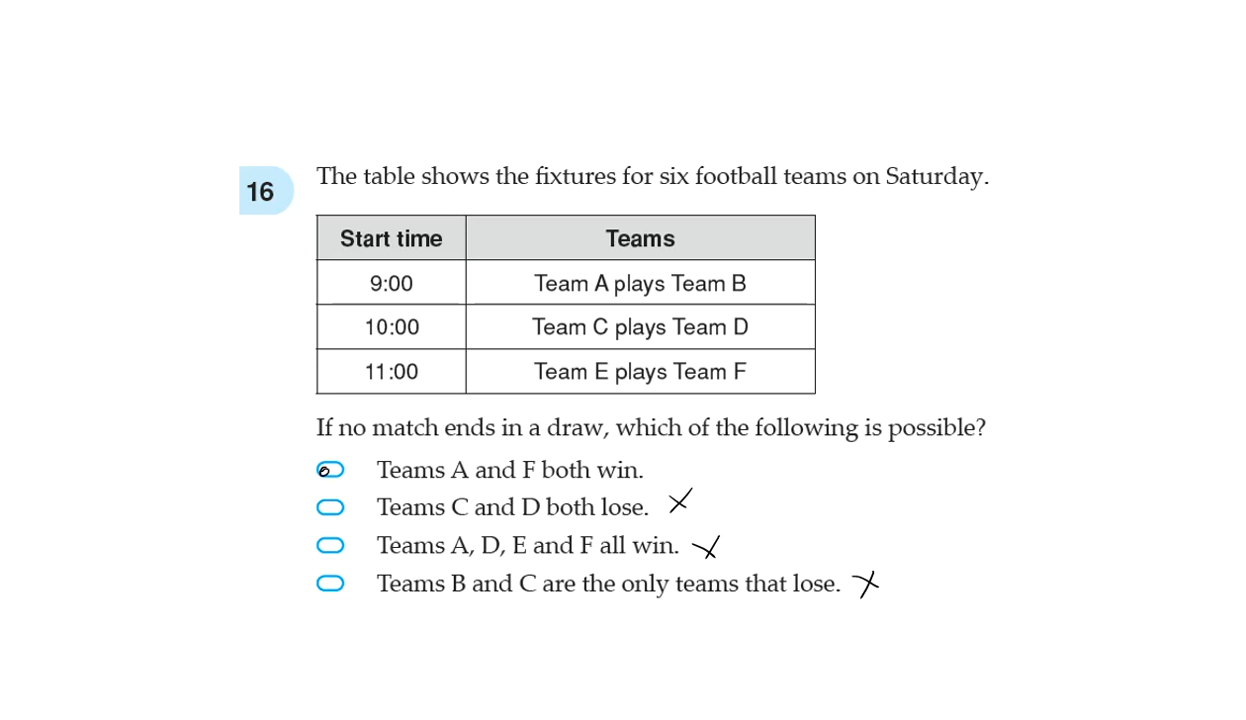 16 The table shows the fixtures for six football teams on Saturday.
Start time Teams
9:00 Team A plays Team B
10:00 Team C plays Team D
11:00 Team E plays Team F
If no match ends in a draw, which of the following is possible?
Teams A and F both win.
Teams C and D both lose.
Teams A, D, E and F all win.
Teams B and C are the only teams that lose.